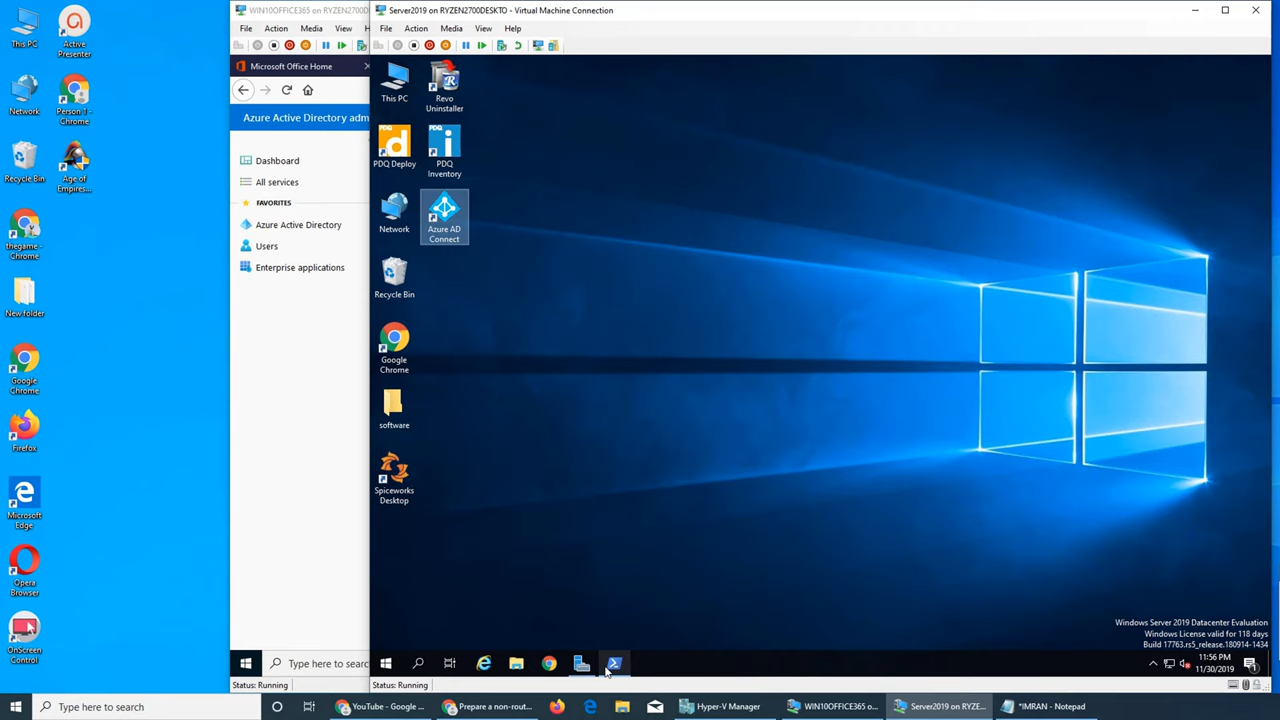 WIN10OFFICE365 on RYZEN2700D
Server2019 on RYZEN2700DESKTO - Virtual Machine Connection
File Action Media View H
File Action Media View Help
Microsoft Office Home
Azure Active Directory adm
Dashboard
All services
FAVORITES
Azure Active Directory
Users
Enterprise applications
This PC
Active
Presenter
Network
Person 1 -
Chrome
Recycle Bin
Age of
Empires...
thegame -
Chrome
New folder
Google
Chrome
Firefox
Microsoft
Edge
Opera
Browser
OnScreen
Control
This PC
Revo
Uninstaller
PDQ
PDQ Deploy
PDQ
PDQ
Inventory
Network
Azure AD
Connect
Recycle Bin
Google
Chrome
software
Spiceworks
Desktop
Windows Server 2019 Datacenter Evaluation
Windows License valid for 118 days
Build 17763.rs5_release.180914-1434
Type here to searc
11:56 PM
11/30/2019
Status: Running
Status: Running
Type here to search
YouTube - Google ...
Prepare a non-rout...
Hyper-V Manager
WIN10OFFICE365 o...
Server2019 on RYZE...
*IMRAN - Notepad